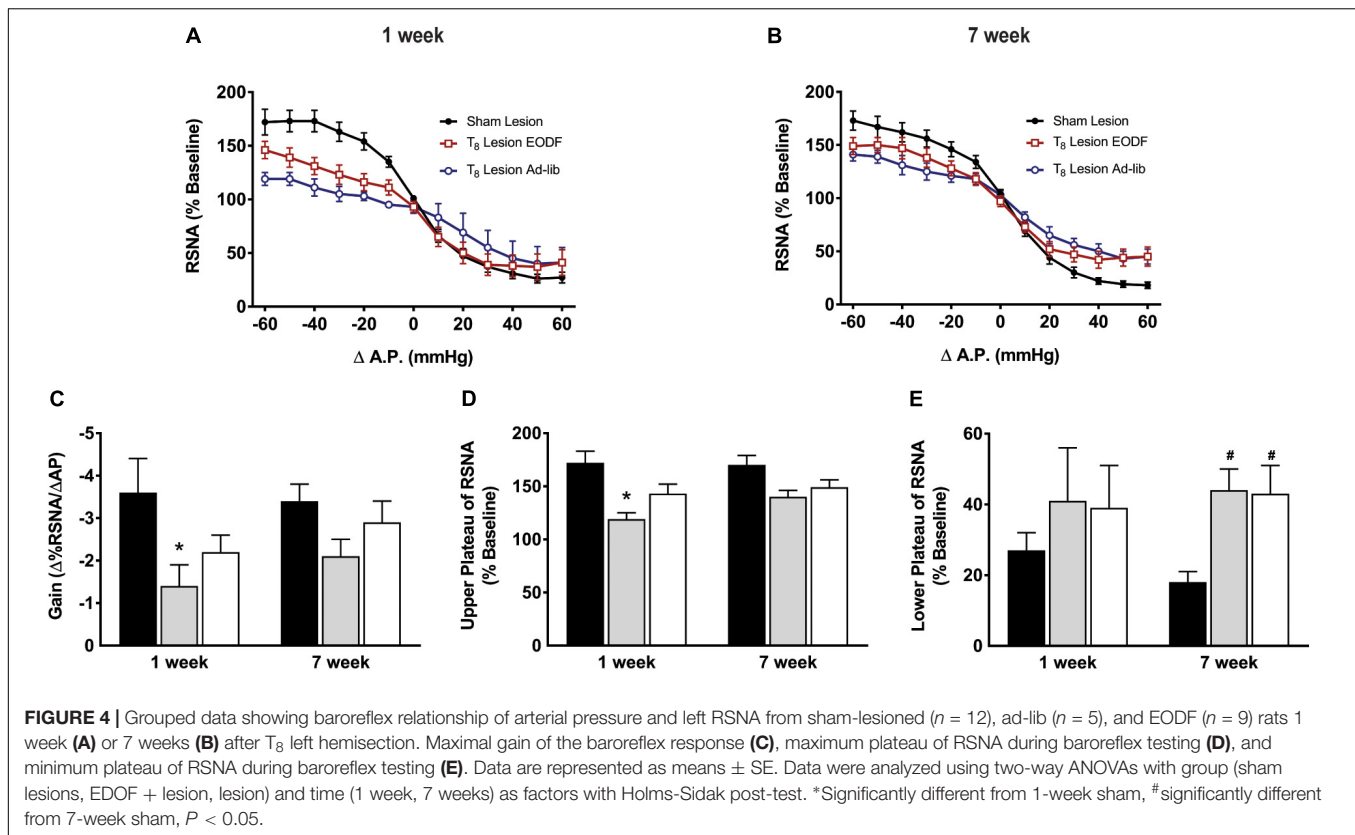 A
1 week
B
7 week
200
150
100
50
0
RSNA (% Baseline)
Sham Lesion
T₈ Lesion EODF
T₈ Lesion Ad-lib
-60 -40 -20 0 20 40 60
Δ A.P. (mmHg)
200
150
100
50
0
RSNA (% Baseline)
Sham Lesion
T₈ Lesion EODF
T₈ Lesion Ad-lib
-60 -40 -20 0 20 40 60
Δ A.P. (mmHg)
C
-5
-4
-3
-2
-1
0
Gain (Δ%RSNA/ΔAP)
*
1 week 7 week
D
200
150
100
50
0
Upper Plateau of RSNA
(% Baseline)
*
1 week 7 week
E
60
40
20
0
Lower Plateau of RSNA
(% Baseline)
# #
1 week 7 week
FIGURE 4 | Grouped data showing baroreflex relationship of arterial pressure and left RSNA from sham-lesioned (n = 12), ad-lib (n = 5), and EODF (n = 9) rats 1
week (A) or 7 weeks (B) after T₈ left hemisection. Maximal gain of the baroreflex response (C), maximum plateau of RSNA during baroreflex testing (D), and
minimum plateau of RSNA during baroreflex testing (E). Data are represented as means ± SE. Data were analyzed using two-way ANOVAs with group (sham
lesions, EDOF + lesion, lesion) and time (1 week, 7 weeks) as factors with Holms-Sidak post-test. *Significantly different from 1-week sham, #significantly different
from 7-week sham, P < 0.05.